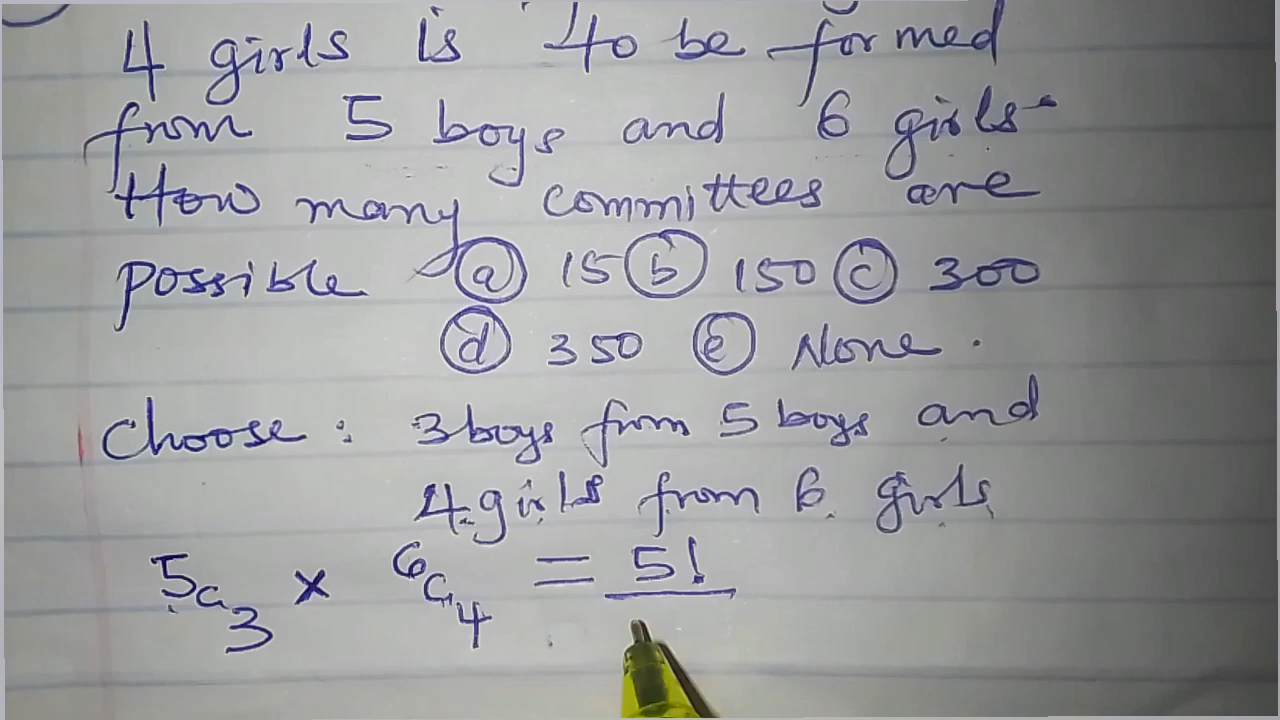 4 girls is to be formed
from 5 boys and 6 girls.
How many committees are
possible (a) 15 (b) 150 (c) 300
(d) 350 (e) None.
Choose : 3 boys from 5 boys and
4 girls from 6 girls
5C3 × 6C4 = 5!